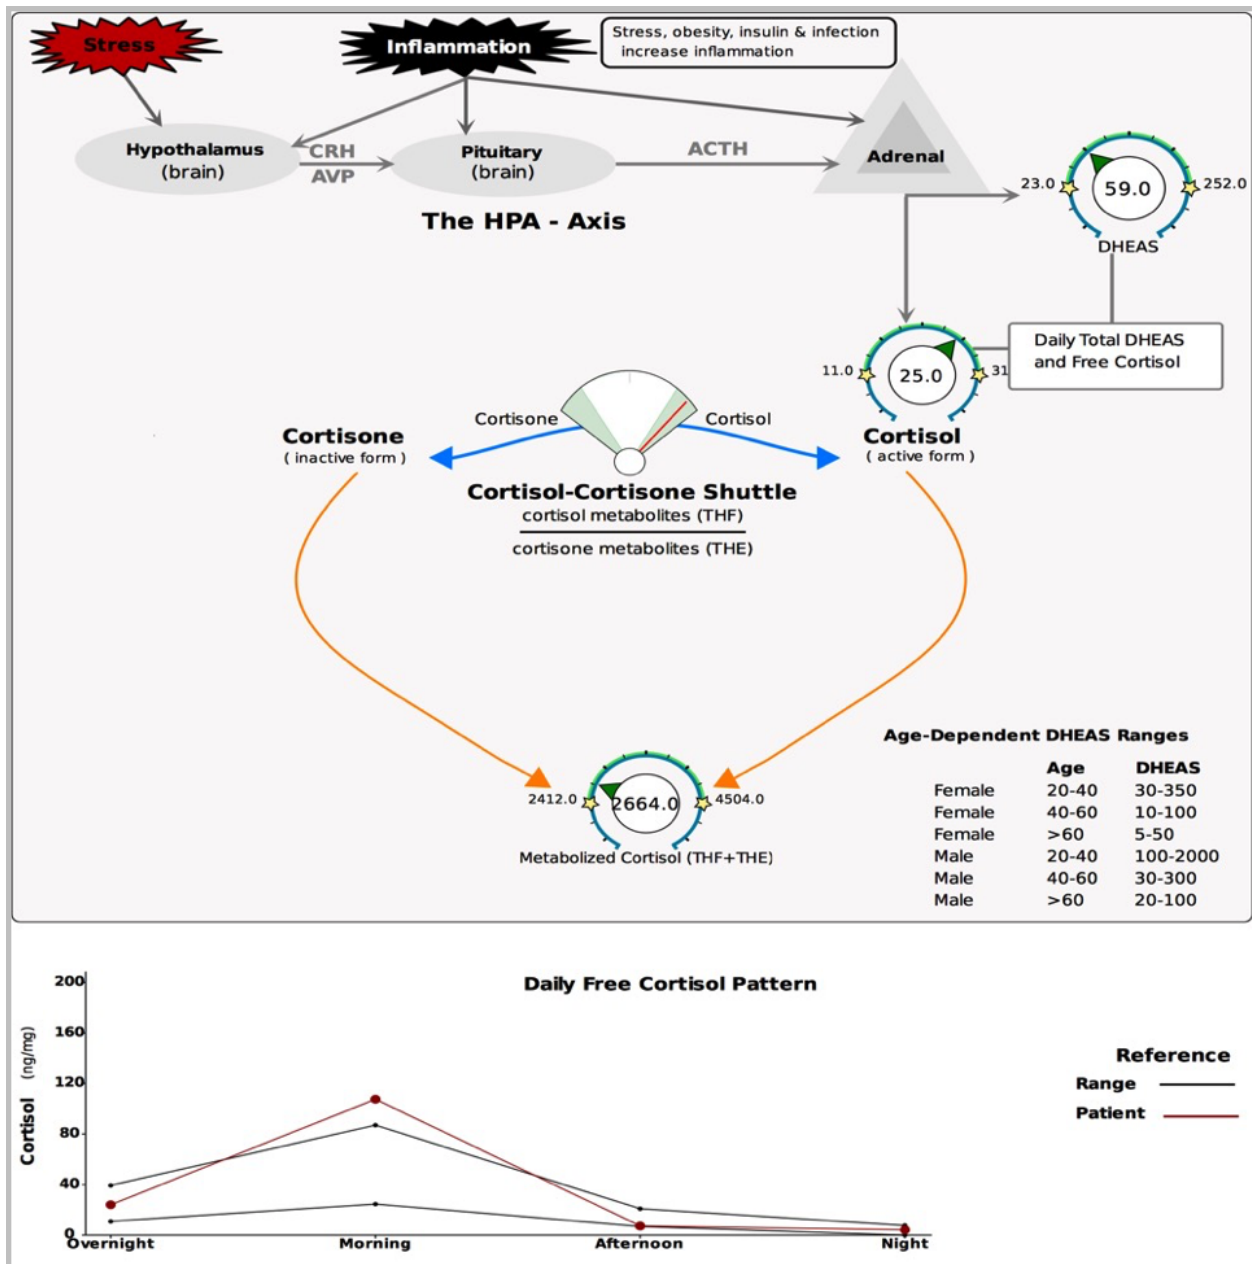 Stress
Inflammation
Stress, obesity, insulin & infection
increase inflammation
Hypothalamus
(brain)
CRH
AVP
Pituitary
(brain)
ACTH
Adrenal
The HPA - Axis
23.0
59.0
252.0
DHEAS
Daily Total DHEAS
and Free Cortisol
11.0
25.0
31
Cortisone
Cortisol
Cortisone
( inactive form )
Cortisol
( active form )
Cortisol-Cortisone Shuttle
cortisol metabolites (THF)
cortisone metabolites (THE)
2412.0
2664.0
4504.0
Metabolized Cortisol (THF+THE)
Age-Dependent DHEAS Ranges
Age DHEAS
Female 20-40 30-350
Female 40-60 10-100
Female >60 5-50
Male 20-40 100-2000
Male 40-60 30-300
Male >60 20-100
Daily Free Cortisol Pattern
Cortisol (ng/mg)
200
160
120
80
40
0
Overnight Morning Afternoon Night
Reference
Range
Patient